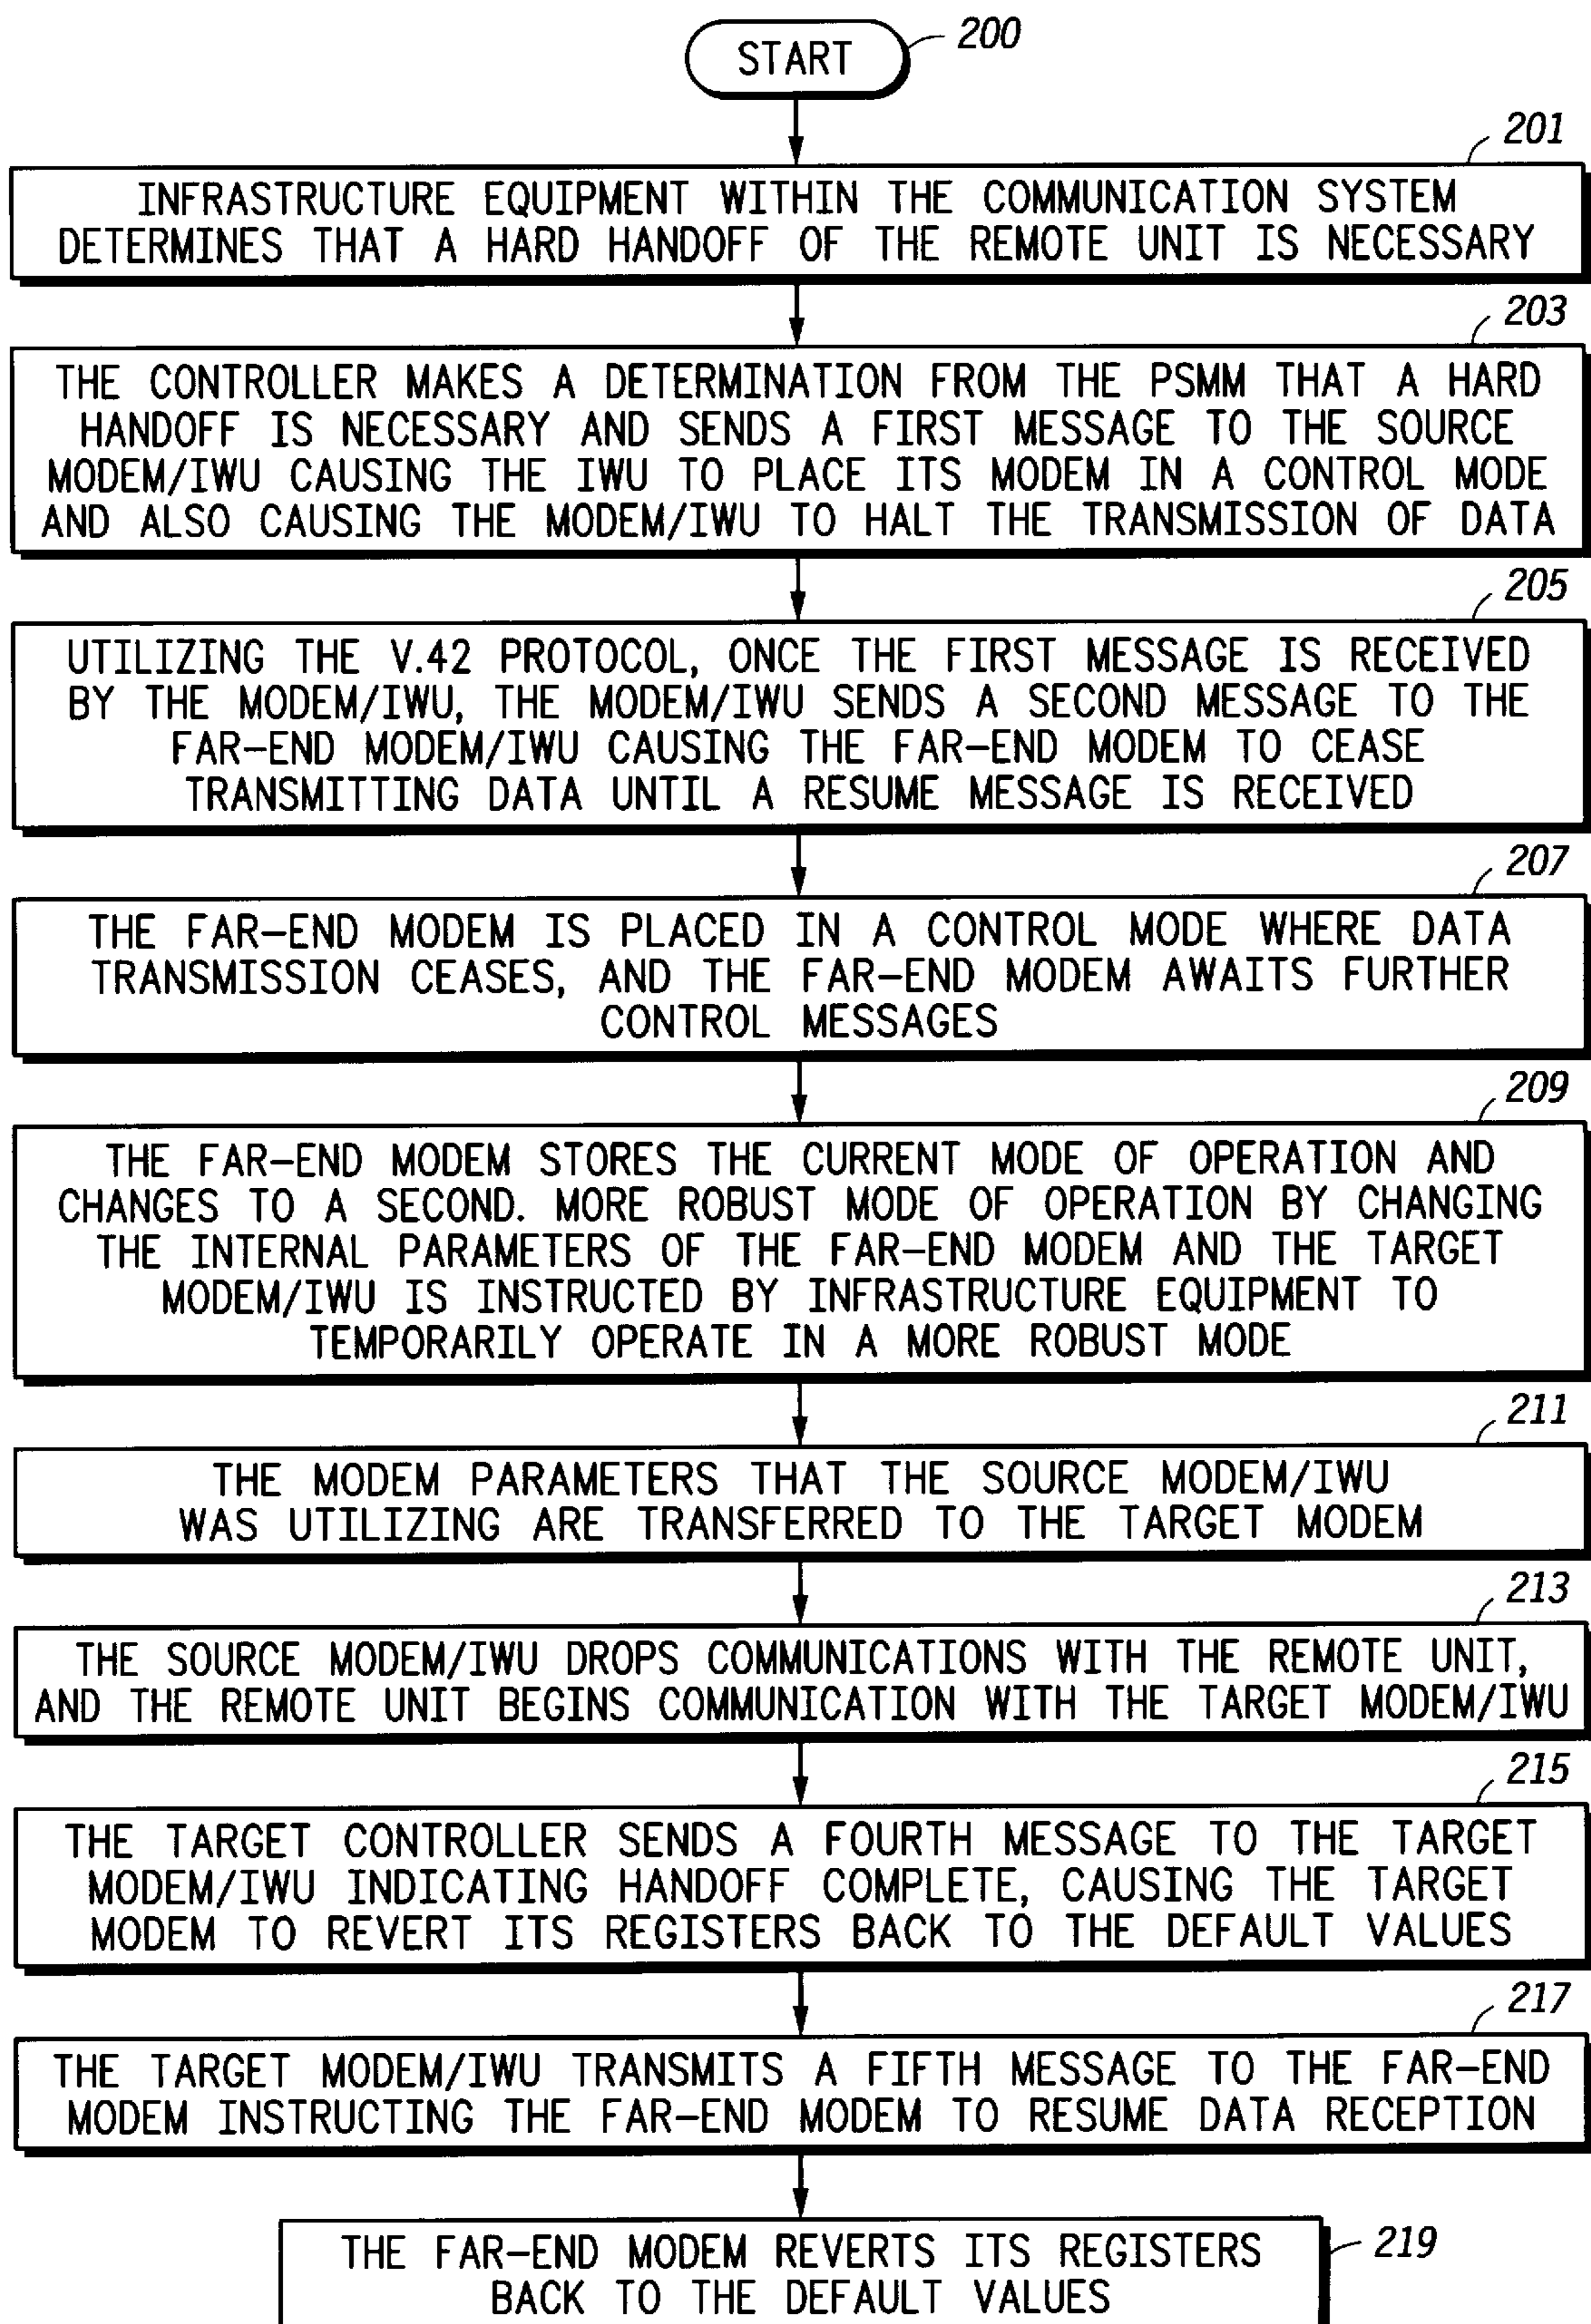 START
200
201
INFRASTRUCTURE EQUIPMENT WITHIN THE COMMUNICATION SYSTEM
DETERMINES THAT A HARD HANDOFF OF THE REMOTE UNIT IS NECESSARY
203
THE CONTROLLER MAKES A DETERMINATION FROM THE PSMM THAT A HARD
HANDOFF IS NECESSARY AND SENDS A FIRST MESSAGE TO THE SOURCE
MODEM/IWU CAUSING THE IWU TO PLACE ITS MODEM IN A CONTROL MODE
AND ALSO CAUSING THE MODEM/IWU TO HALT THE TRANSMISSION OF DATA
205
UTILIZING THE V.42 PROTOCOL, ONCE THE FIRST MESSAGE IS RECEIVED
BY THE MODEM/IWU, THE MODEM/IWU SENDS A SECOND MESSAGE TO THE
FAR-END MODEM/IWU CAUSING THE FAR-END MODEM TO CEASE
TRANSMITTING DATA UNTIL A RESUME MESSAGE IS RECEIVED
207
THE FAR-END MODEM IS PLACED IN A CONTROL MODE WHERE DATA
TRANSMISSION CEASES, AND THE FAR-END MODEM AWAITS FURTHER
CONTROL MESSAGES
209
THE FAR-END MODEM STORES THE CURRENT MODE OF OPERATION AND
CHANGES TO A SECOND. MORE ROBUST MODE OF OPERATION BY CHANGING
THE INTERNAL PARAMETERS OF THE FAR-END MODEM AND THE TARGET
MODEM/IWU IS INSTRUCTED BY INFRASTRUCTURE EQUIPMENT TO
TEMPORARILY OPERATE IN A MORE ROBUST MODE
211
THE MODEM PARAMETERS THAT THE SOURCE MODEM/IWU
WAS UTILIZING ARE TRANSFERRED TO THE TARGET MODEM
213
THE SOURCE MODEM/IWU DROPS COMMUNICATIONS WITH THE REMOTE UNIT,
AND THE REMOTE UNIT BEGINS COMMUNICATION WITH THE TARGET MODEM/IWU
215
THE TARGET CONTROLLER SENDS A FOURTH MESSAGE TO THE TARGET
MODEM/IWU INDICATING HANDOFF COMPLETE, CAUSING THE TARGET
MODEM TO REVERT ITS REGISTERS BACK TO THE DEFAULT VALUES
217
THE TARGET MODEM/IWU TRANSMITS A FIFTH MESSAGE TO THE FAR-END
MODEM INSTRUCTING THE FAR-END MODEM TO RESUME DATA RECEPTION
219
THE FAR-END MODEM REVERTS ITS REGISTERS
BACK TO THE DEFAULT VALUES